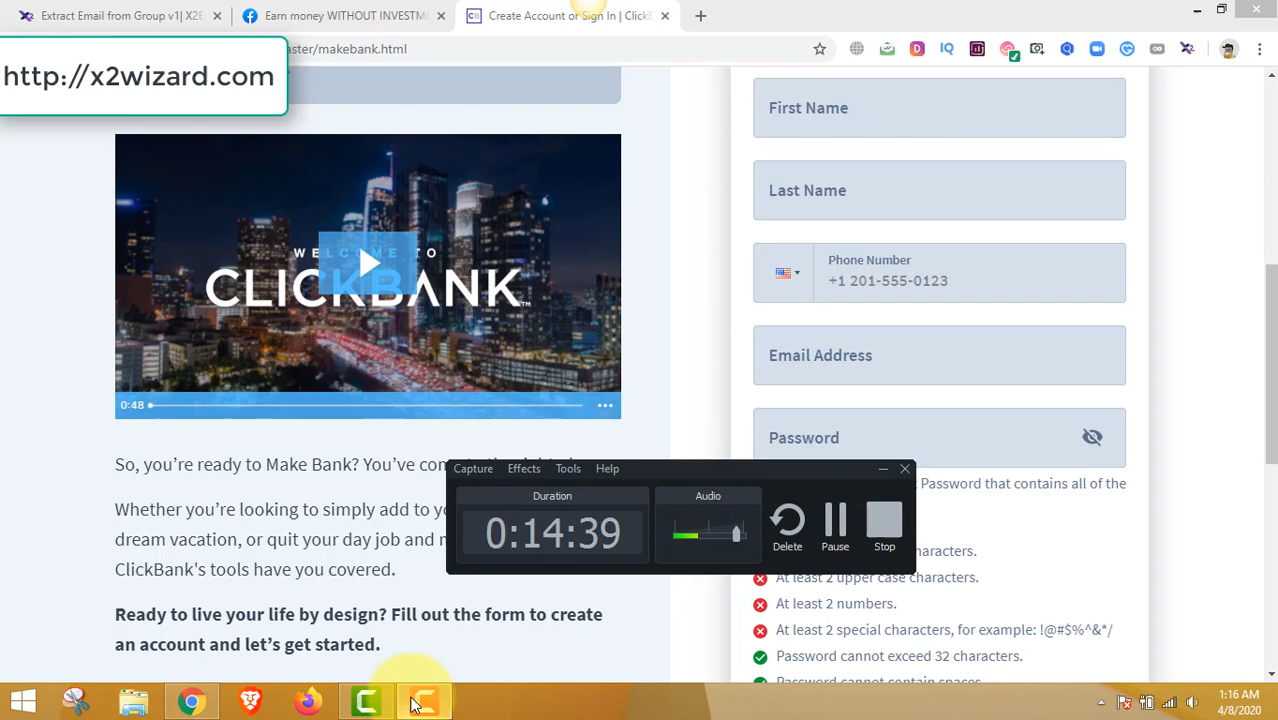 Extract Email from Group v1| X2E
Earn money WITHOUT INVESTME
Create Account or Sign In | ClickB
aster/makebank.html
http://x2wizard.com
WELCOME TO
CLICKBANK
0:48
So, you're ready to Make Bank? You've com
Whether you're looking to simply add to yo
dream vacation, or quit your day job and m
ClickBank's tools have you covered.
Ready to live your life by design? Fill out the form to create
an account and let's get started.
First Name
Last Name
Phone Number
+1 201-555-0123
Email Address
Password
Password that contains all of the
aracters.
At least 2 upper case characters.
At least 2 numbers.
At least 2 special characters, for example: !@#$%^&*/
Password cannot exceed 32 characters.
Password cannot contain spaces.
Capture Effects Tools Help
Duration
0:14:39
Audio
Delete
Pause
Stop
1:16 AM
4/8/2020